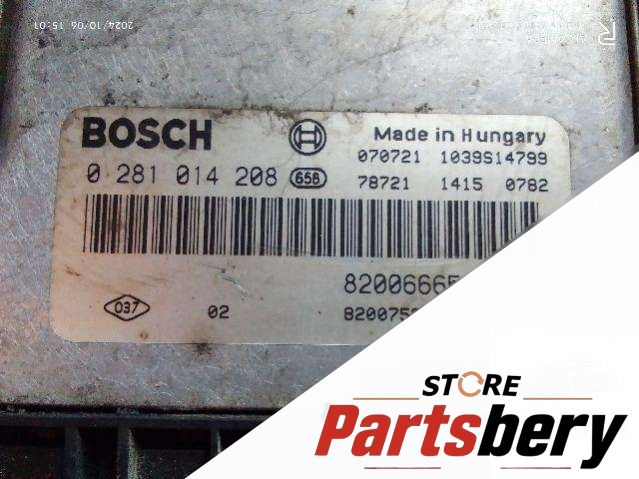 2024/10/06 15:01
BOSCH
Made in Hungary
070721 1039S14799
0 281 014 208 656
78721 1415 0782
037
02
STORE
Partsbery